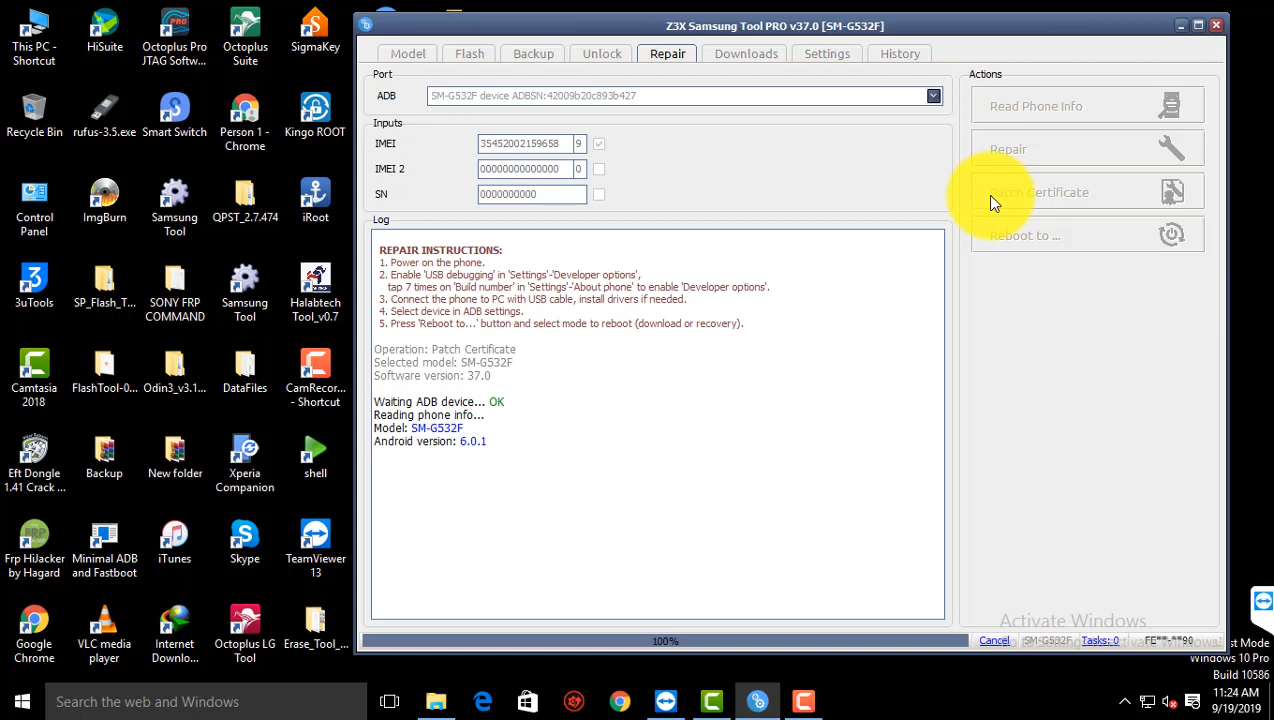 This PC - Shortcut
HiSuite
Octoplus Pro JTAG Softw...
Octoplus Suite
SigmaKey
Recycle Bin
rufus-3.5.exe
Smart Switch
Person 1 - Chrome
Kingo ROOT
Control Panel
ImgBurn
Samsung Tool
QPST_2.7.474
iRoot
3uTools
SP_Flash_T...
SONY FRP COMMAND
Samsung Tool
Halabtech Tool_v0.7
Camtasia 2018
FlashTool-0...
Odin3_v3.1...
DataFiles
CamRecor... - Shortcut
Eft Dongle 1.41 Crack ...
Backup
New folder
Xperia Companion
shell
Frp HiJacker by Hagard
Minimal ADB and Fastboot
iTunes
Skype
TeamViewer 13
Google Chrome
VLC media player
Internet Downlo...
Octoplus LG Tool
Erase_Tool_...
Z3X Samsung Tool PRO v37.0 [SM-G532F]
Model Flash Backup Unlock Repair Downloads Settings History
Port
ADB SM-G532F device ADBSN:42009b20c893b427
Inputs
IMEI 35452002159658 9
IMEI 2 00000000000000 0
SN 0000000000
Log
REPAIR INSTRUCTIONS:
1. Power on the phone.
2. Enable 'USB debugging' in 'Settings'-'Developer options',
tap 7 times on 'Build number' in 'Settings'-'About phone' to enable 'Developer options'.
3. Connect the phone to PC with USB cable, install drivers if needed.
4. Select device in ADB settings.
5. Press 'Reboot to...' button and select mode to reboot (download or recovery).
Operation: Patch Certificate
Selected model: SM-G532F
Software version: 37.0
Waiting ADB device... OK
Reading phone info...
Model: SM-G532F
Android version: 6.0.1
Actions
Read Phone Info
Repair
Patch Certificate
Reboot to ...
Activate Windows
100%
Cancel SM-G532F Tasks: 0 FE**-**90
Windows 10 Pro
Build 10586
Search the web and Windows
11:24 AM
9/19/2019